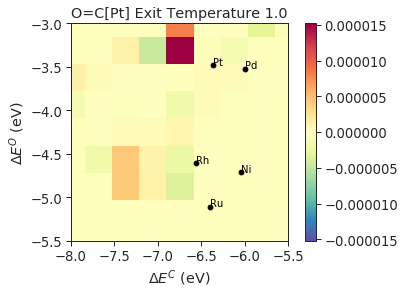 O=C[Pt] Exit Temperature 1.0
−3.0
−3.5
−4.0
−4.5
−5.0
−5.5
ΔE^O (eV)
Pt
Pd
Rh
Ni
Ru
−8.0 −7.5 −7.0 −6.5 −6.0 −5.5
ΔE^C (eV)
0.000015
0.000010
0.000005
0.000000
−0.000005
−0.000010
−0.000015